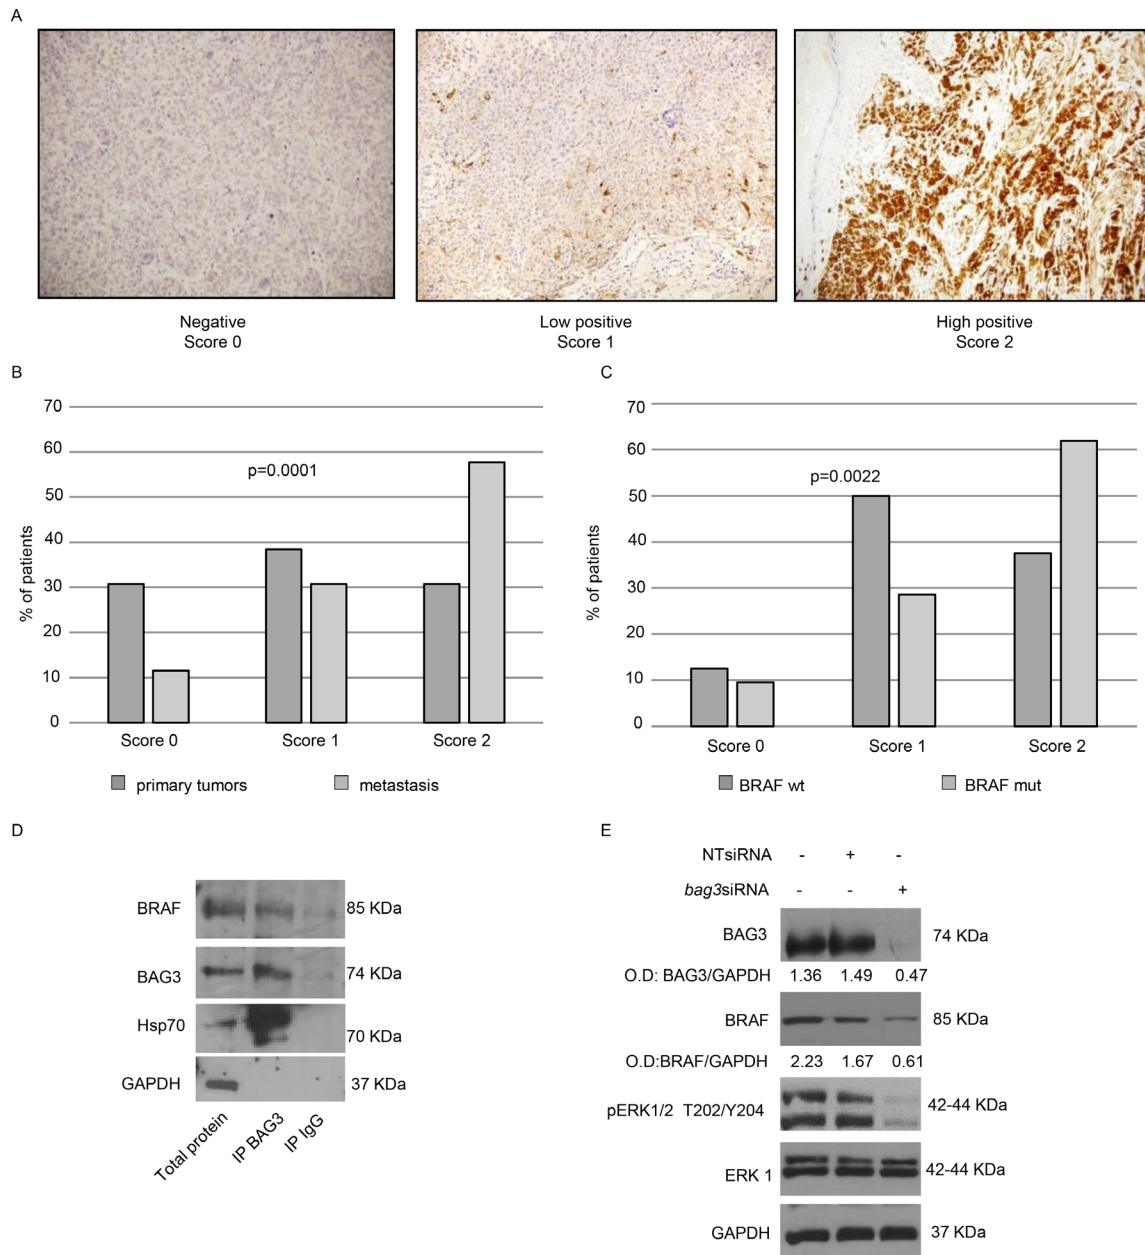 A
Negative
Score 0
Low positive
Score 1
High positive
Score 2
B
% of patients
70
60
50
40
30
20
10
0
p=0.0001
Score 0
Score 1
Score 2
primary tumors
metastasis
C
% of patients
70
60
50
40
30
20
10
0
p=0.0022
Score 0
Score 1
Score 2
BRAF wt
BRAF mut
D
BRAF
85 KDa
BAG3
74 KDa
Hsp70
70 KDa
GAPDH
37 KDa
Total protein
IP BAG3
IP IgG
E
NTsiRNA - + -
bag3siRNA - - +
BAG3
74 KDa
O.D: BAG3/GAPDH 1.36 1.49 0.47
BRAF
85 KDa
O.D:BRAF/GAPDH 2.23 1.67 0.61
pERK1/2 T202/Y204
42-44 KDa
ERK 1
42-44 KDa
GAPDH
37 KDa